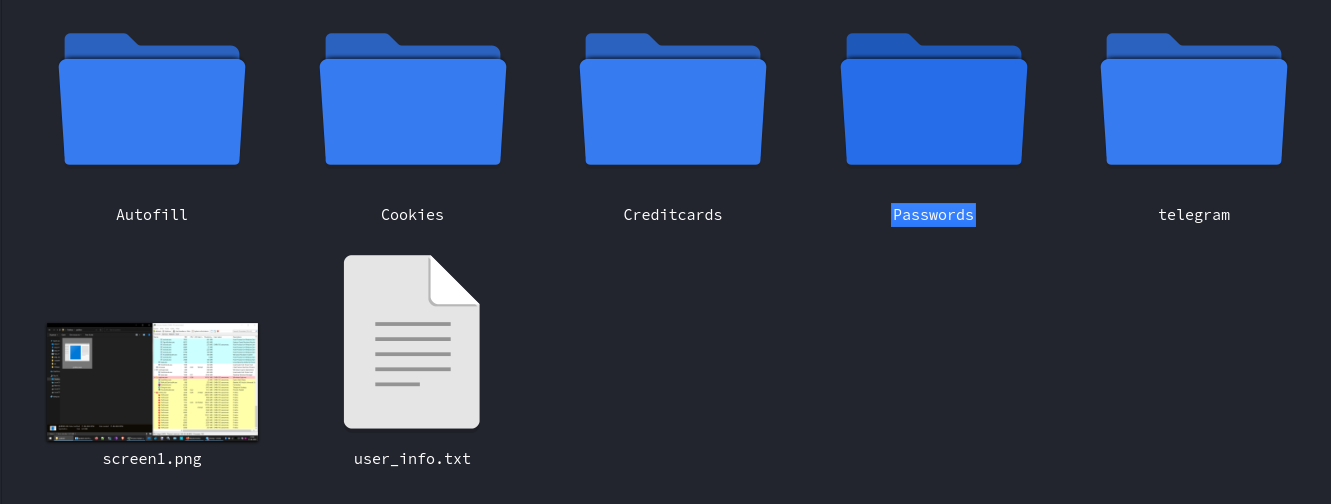 Autofill
Cookies
Creditcards
Passwords
telegram
screen1.png
user_info.txt